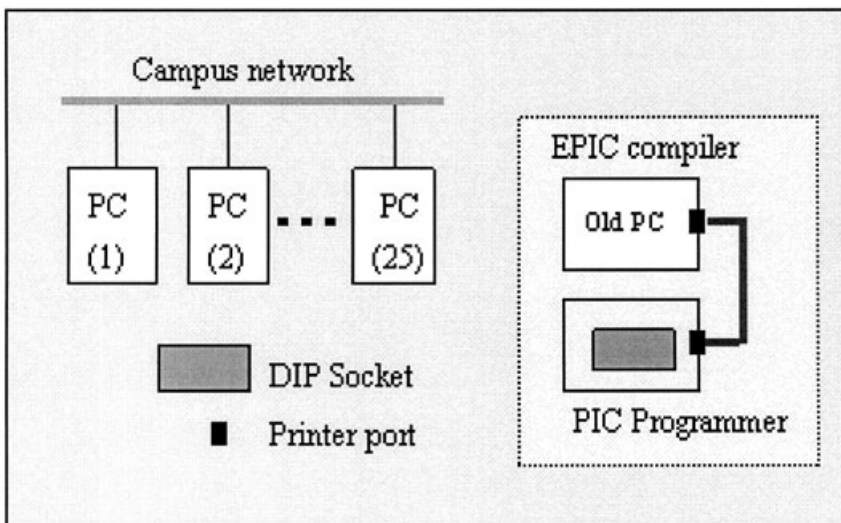 Campus network
PC
(1)
PC
(2)
PC
(25)
DIP Socket
Printer port
EPIC compiler
Old PC
PIC Programmer